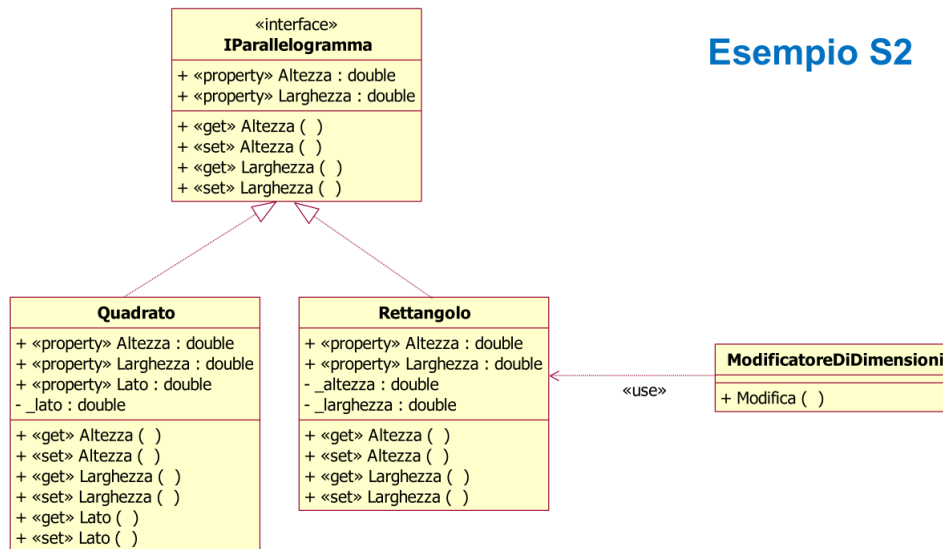 Esempio S2
«interface»
IParallelogramma
+ «property» Altezza : double
+ «property» Larghezza : double
+ «get» Altezza ( )
+ «set» Altezza ( )
+ «get» Larghezza ( )
+ «set» Larghezza ( )
Quadrato
+ «property» Altezza : double
+ «property» Larghezza : double
+ «property» Lato : double
- _lato : double
+ «get» Altezza ( )
+ «set» Altezza ( )
+ «get» Larghezza ( )
+ «set» Larghezza ( )
+ «get» Lato ( )
+ «set» Lato ( )
Rettangolo
+ «property» Altezza : double
+ «property» Larghezza : double
- _altezza : double
- _larghezza : double
+ «get» Altezza ( )
+ «set» Altezza ( )
+ «get» Larghezza ( )
+ «set» Larghezza ( )
«use»
ModificatoreDiDimensioni
+ Modifica ( )